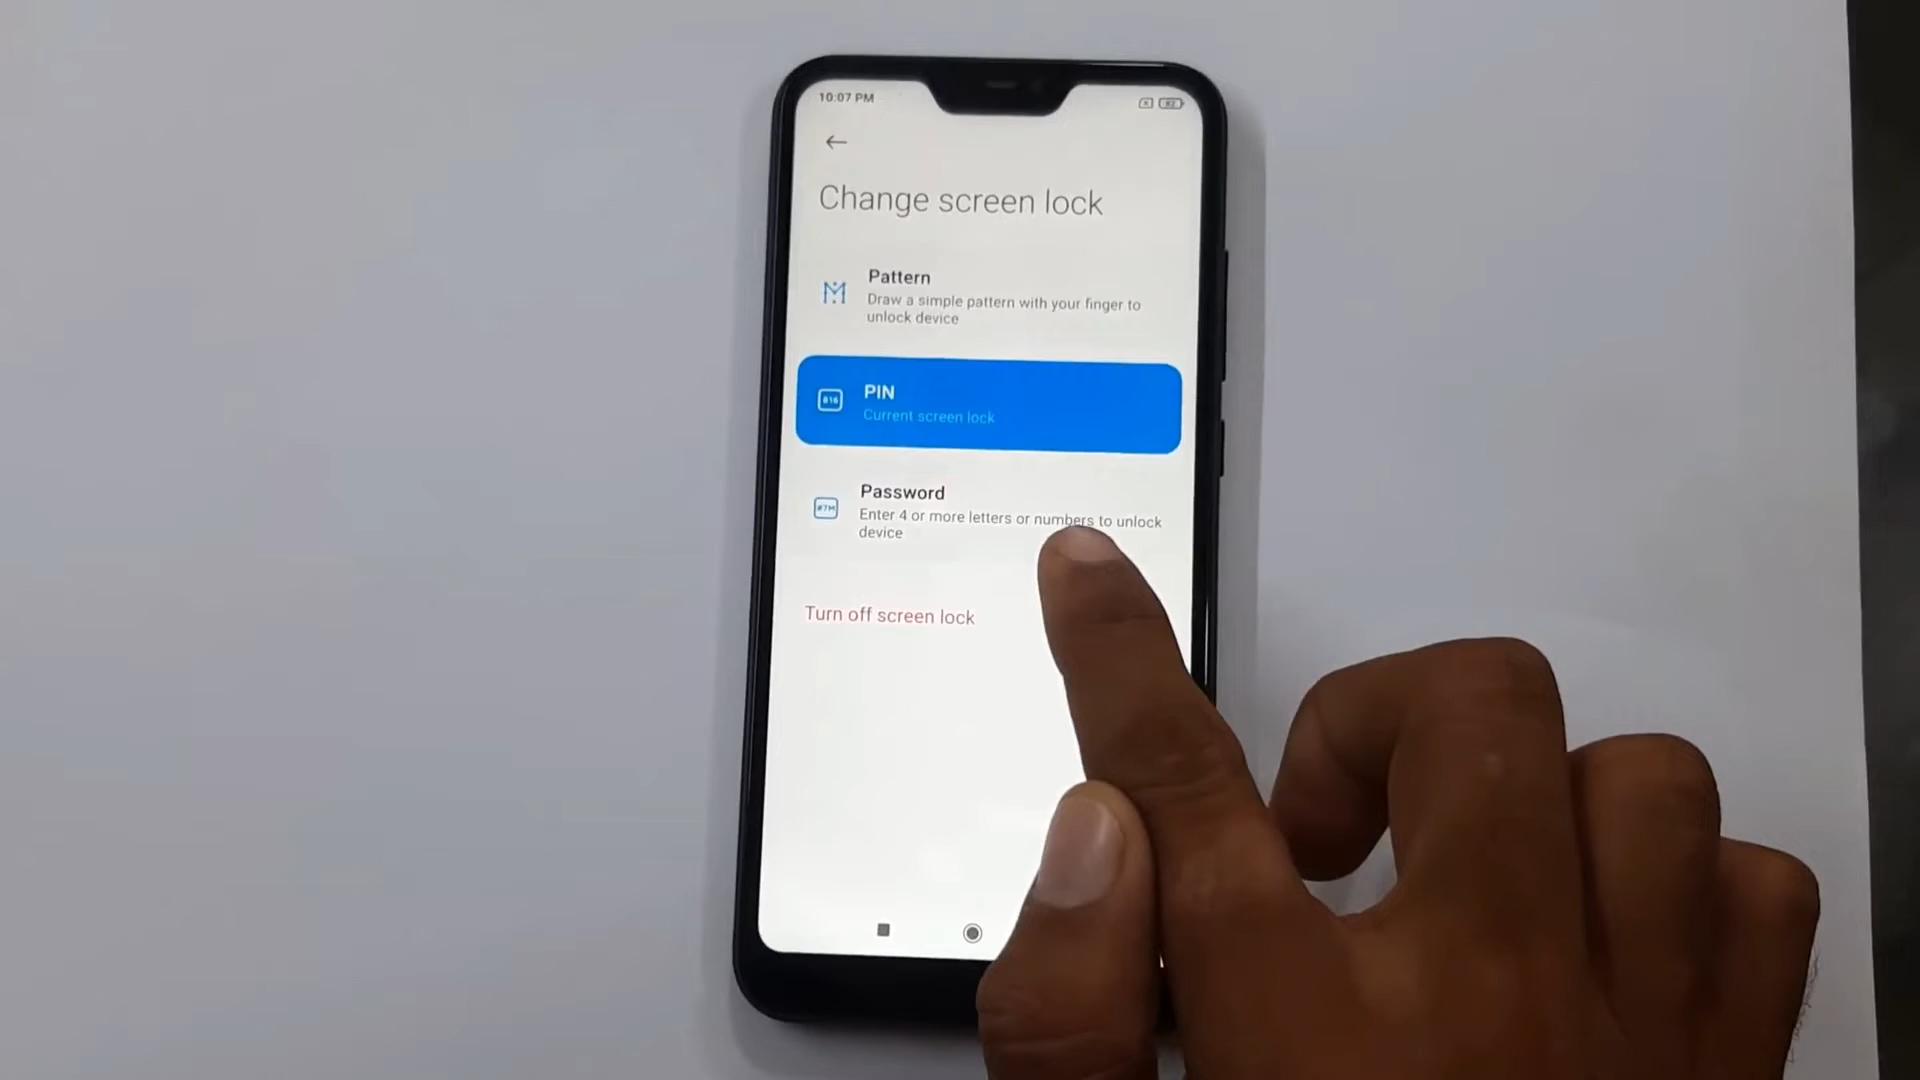 10:07 PM
Change screen lock
Pattern
Draw a simple pattern with your finger to
unlock device
PIN
Current screen lock
Password
Enter 4 or more letters or numbers to unlock
device
Turn off screen lock